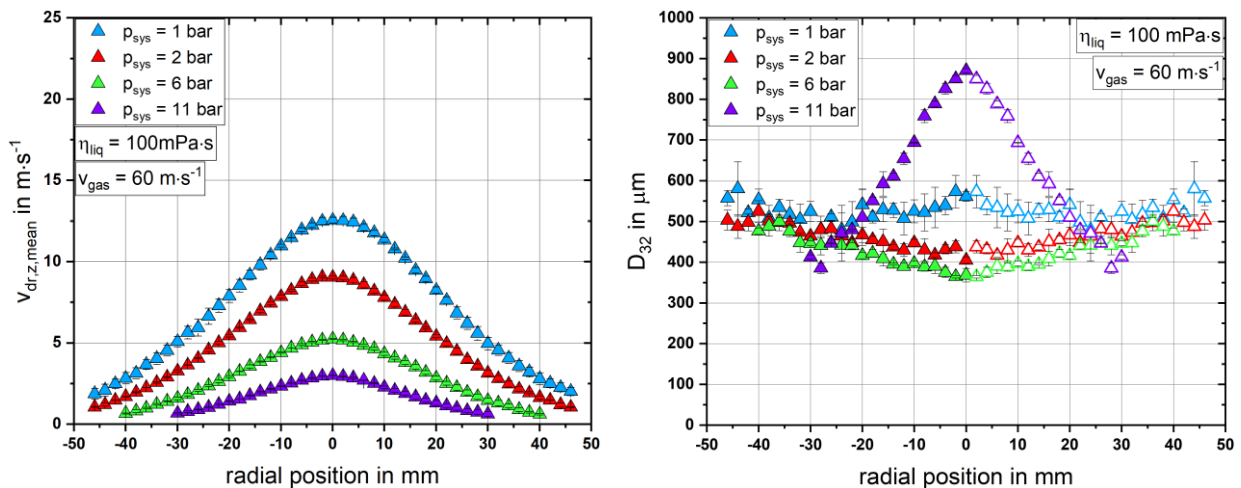 25
20
15
10
5
0
v_dr,z,mean in m·s⁻¹
p_sys = 1 bar
p_sys = 2 bar
p_sys = 6 bar
p_sys = 11 bar
η_liq = 100mPa·s
v_gas = 60 m·s⁻¹
-50 -40 -30 -20 -10 0 10 20 30 40 50
radial position in mm
1000
900
800
700
600
500
400
300
200
100
0
D_32 in μm
p_sys = 1 bar
p_sys = 2 bar
p_sys = 6 bar
p_sys = 11 bar
η_liq = 100 mPa·s
v_gas = 60 m·s⁻¹
-50 -40 -30 -20 -10 0 10 20 30 40 50
radial position in mm